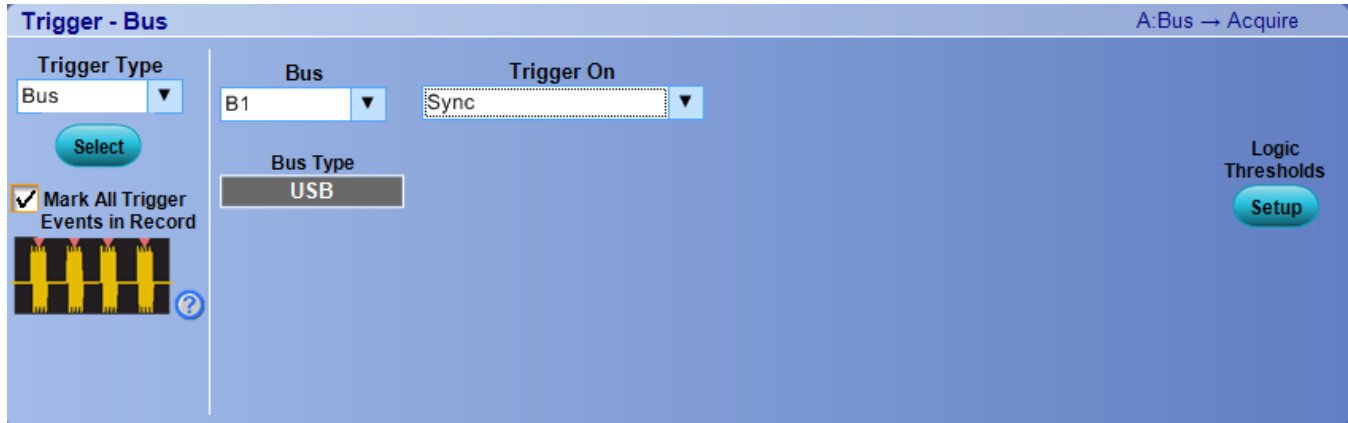 Trigger - Bus
A:Bus → Acquire
Trigger Type
Bus
Select
Mark All Trigger
Events in Record
?
Bus
B1
Trigger On
Sync
Bus Type
USB
Logic
Thresholds
Setup